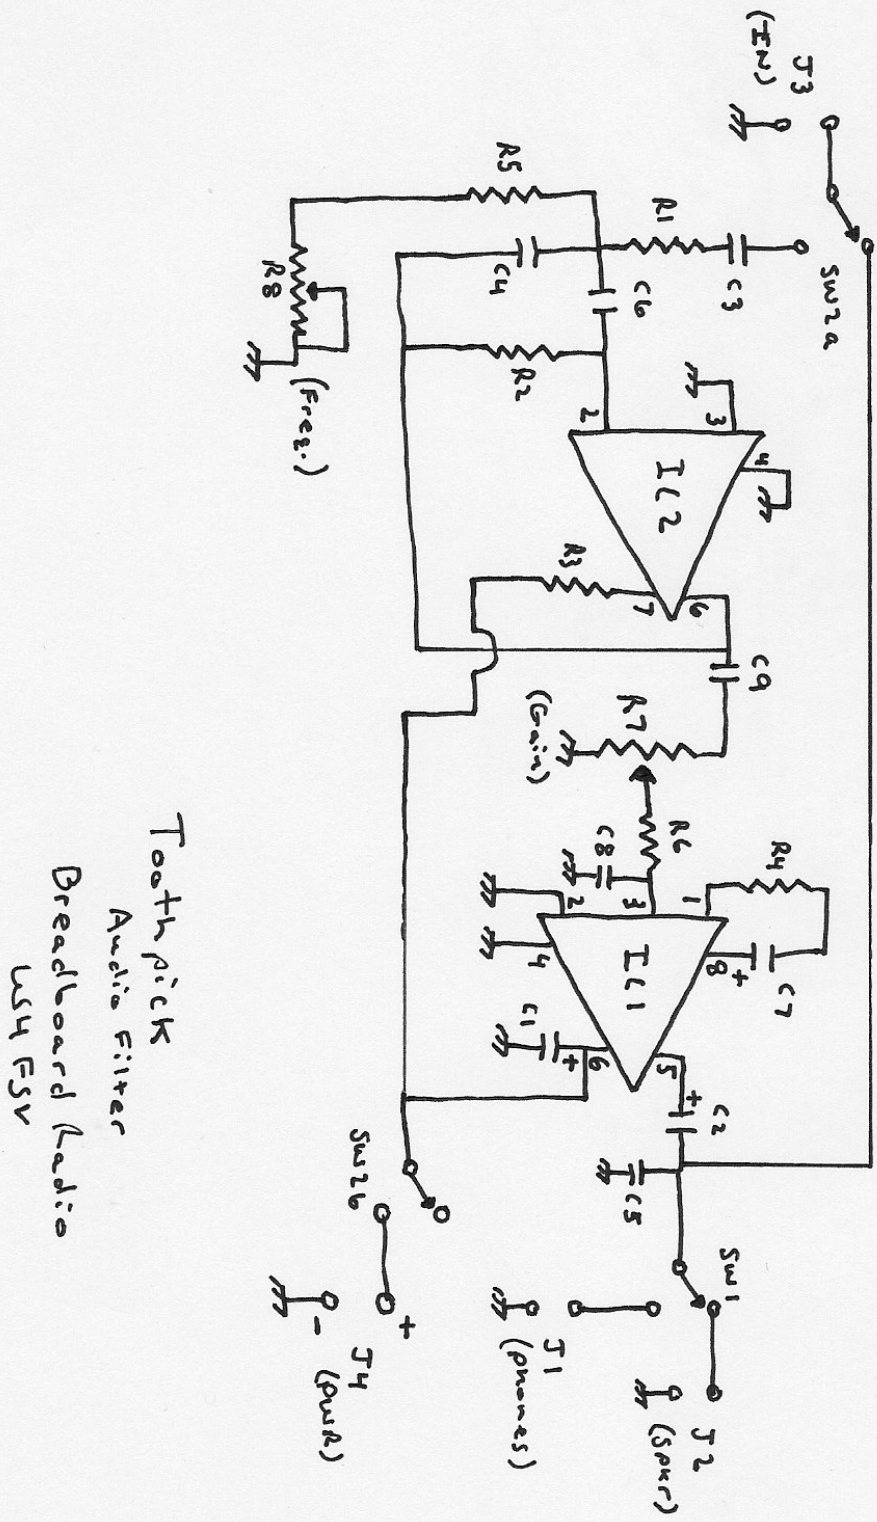 J3
(IN)
SW2a
R5
R1
C3
C4
C6
R8
(Freq.)
R2
2
3
4
IC2
R3
7
6
C9
R7
(Gain)
R6
C8
R4
2
3
1
4
8
+
C7
IC1
C1
+
6
5
+
C2
C5
SW1
SW2b
+
-
J4
(PWR)
J1
(phones)
J2
(Spkr)
Toothpick
Audio Filter
Breadboard Radio
WS4FSV